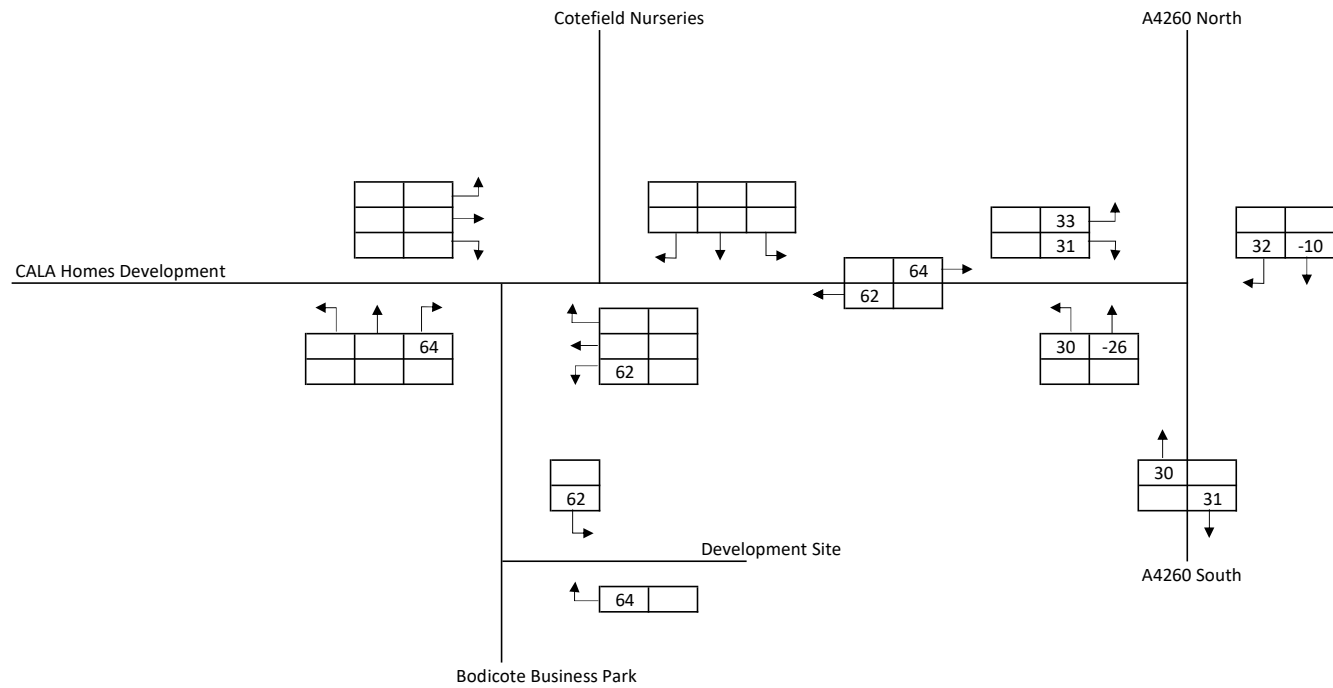 Cotefield Nurseries
A4260 North
33
31
32 -10
CALA Homes Development
64
62
64
30 -26
62
30
62
31
Development Site
A4260 South
64
Bodicote Business Park